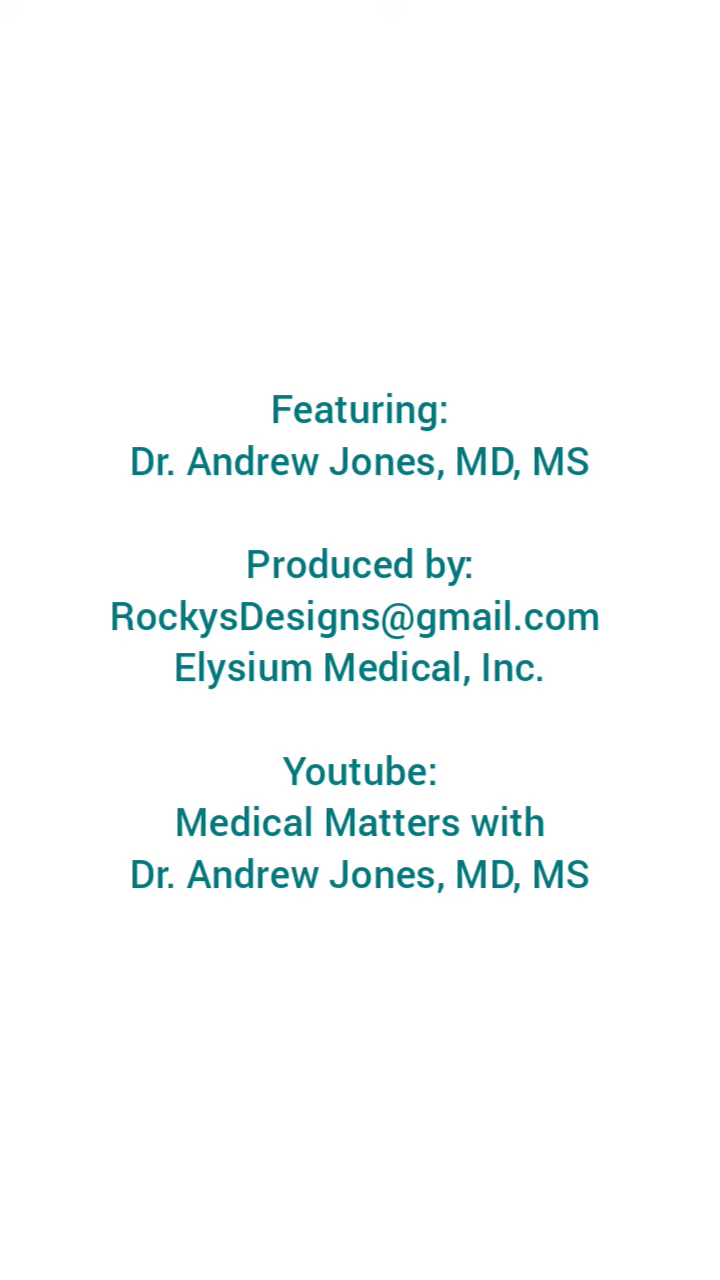 Featuring:
Dr. Andrew Jones, MD, MS
Produced by:
RockysDesigns@gmail.com
Elysium Medical, Inc.
Youtube:
Medical Matters with
Dr. Andrew Jones, MD, MS